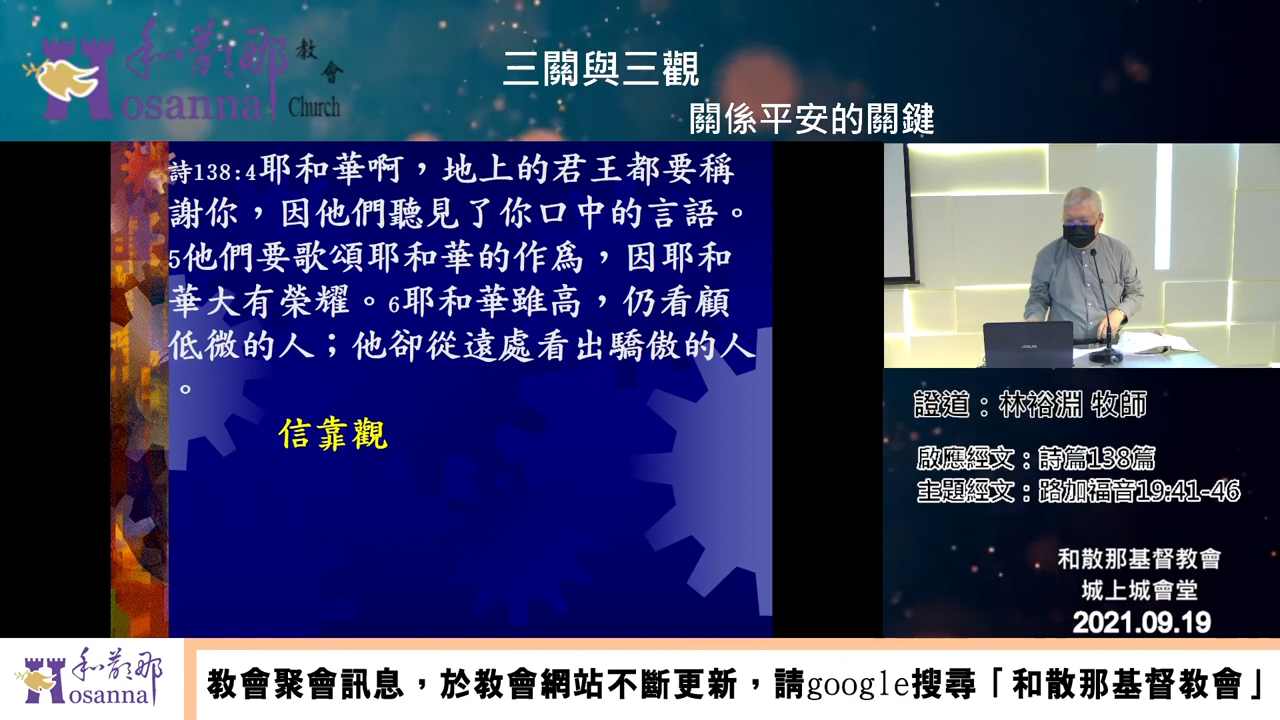 和散那教會
Hosanna Church
三關與三觀
關係平安的關鍵
詩138:4耶和華啊，地上的君王都要稱
謝你，因他們聽見了你口中的言語。
5他們要歌頌耶和華的作為，因耶和
華大有榮耀。6耶和華雖高，仍看顧
低微的人；他卻從遠處看出驕傲的人
。
信靠觀
ASUS
證道：林裕淵 牧師
啟應經文：詩篇138篇
主題經文：路加福音19:41-46
和散那基督教會
城上城會堂
2021.09.19
和散那
Hosanna
教會聚會訊息，於教會網站不斷更新，請google搜尋「和散那基督教會」